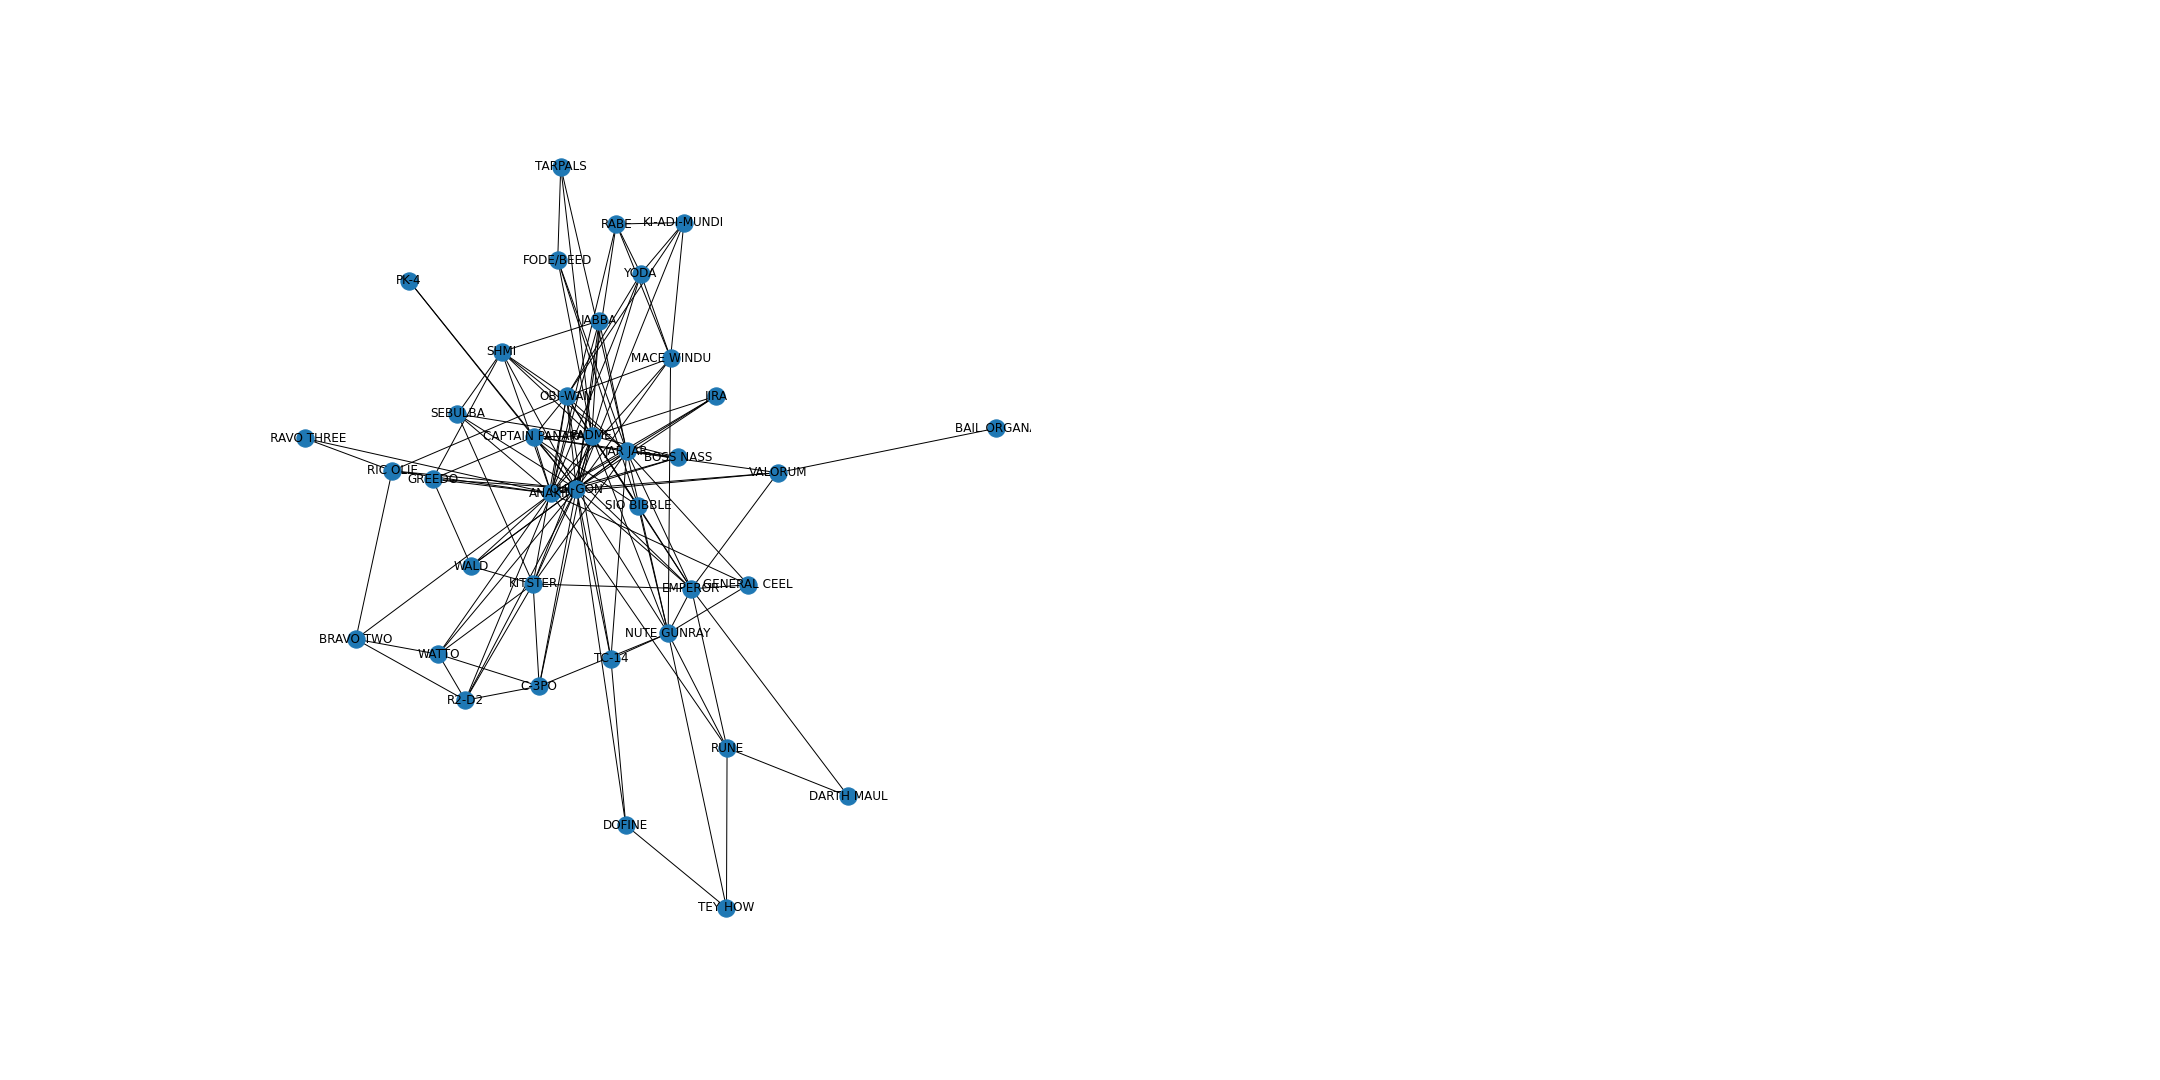 TARPALS
RABE
KI-ADI-MUNDI
FODE/BEED
YODA
PK-4
JABBA
SHMI
MACE WINDU
OBI-WAN
JIRA
SEBULBA
BAIL ORGAN
RAVO THREE
CAPTAIN PANAKA
PADME
JAR JAR
BOSS NASS
RIC OLIE
GREEDO
VALORUM
ANAKIN
GON
SIO BIBBLE
WALD
KITSTER
EMPEROR
GENERAL CEEL
BRAVO TWO
NUTE GUNRAY
WATTO
TC-14
R2-D2
C-3PO
RUNE
DARTH MAUL
DOFINE
TEY HOW